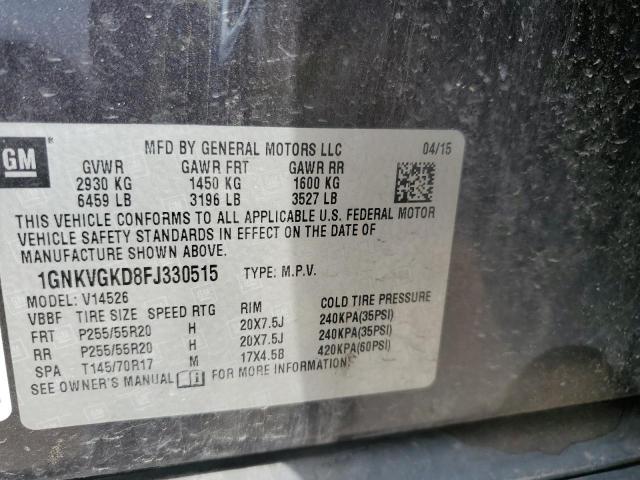 GM
MFD BY GENERAL MOTORS LLC 04/15
GVWR GAWR FRT GAWR RR
2930 KG 1450 KG 1600 KG
6459 LB 3196 LB 3527 LB
THIS VEHICLE CONFORMS TO ALL APPLICABLE U.S. FEDERAL MOTOR
VEHICLE SAFETY STANDARDS IN EFFECT ON THE DATE OF
MANUFACTURE SHOWN ABOVE.
1GNKVGKD8FJ330515 TYPE: M.P.V.
MODEL: V14526
VBBF TIRE SIZE SPEED RTG RIM COLD TIRE PRESSURE
FRT P255/55R20 H 20X7.5J 240KPA(35PSI)
RR P255/55R20 H 20X7.5J 240KPA(35PSI)
SPA T145/70R17 M 17X4.5B 420KPA(60PSI)
SEE OWNER'S MANUAL FOR MORE INFORMATION